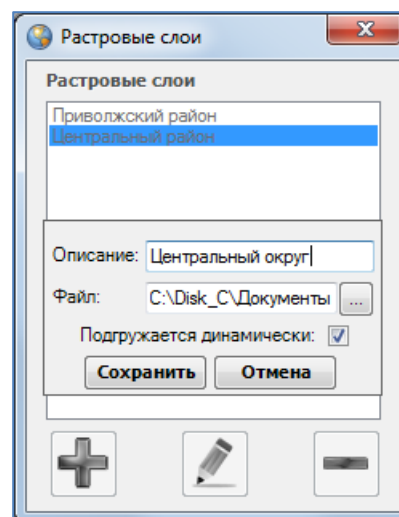 Растровые слои
Растровые слои
Приволжский район
Центральный район
Описание: Центральный округ
Файл: C:\Disk_C\Документы ...
Подгружается динамически:
Сохранить Отмена